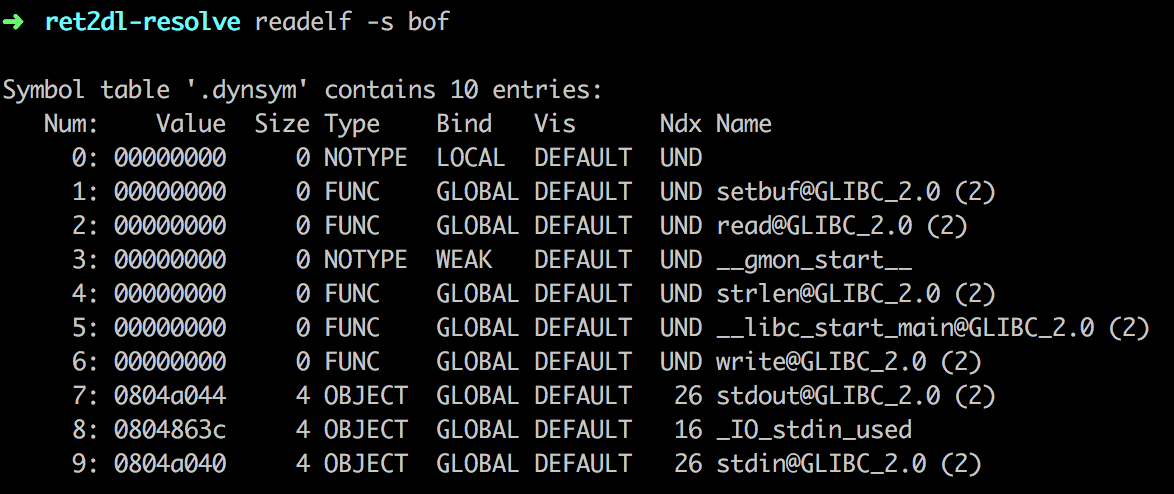 ➜  ret2dl-resolve readelf -s bof
Symbol table '.dynsym' contains 10 entries:
   Num:    Value  Size Type    Bind   Vis      Ndx Name
     0: 00000000     0 NOTYPE  LOCAL  DEFAULT  UND
     1: 00000000     0 FUNC    GLOBAL DEFAULT  UND setbuf@GLIBC_2.0 (2)
     2: 00000000     0 FUNC    GLOBAL DEFAULT  UND read@GLIBC_2.0 (2)
     3: 00000000     0 NOTYPE  WEAK   DEFAULT  UND __gmon_start__
     4: 00000000     0 FUNC    GLOBAL DEFAULT  UND strlen@GLIBC_2.0 (2)
     5: 00000000     0 FUNC    GLOBAL DEFAULT  UND __libc_start_main@GLIBC_2.0 (2)
     6: 00000000     0 FUNC    GLOBAL DEFAULT  UND write@GLIBC_2.0 (2)
     7: 0804a044     4 OBJECT  GLOBAL DEFAULT   26 stdout@GLIBC_2.0 (2)
     8: 0804863c     4 OBJECT  GLOBAL DEFAULT   16 _IO_stdin_used
     9: 0804a040     4 OBJECT  GLOBAL DEFAULT   26 stdin@GLIBC_2.0 (2)